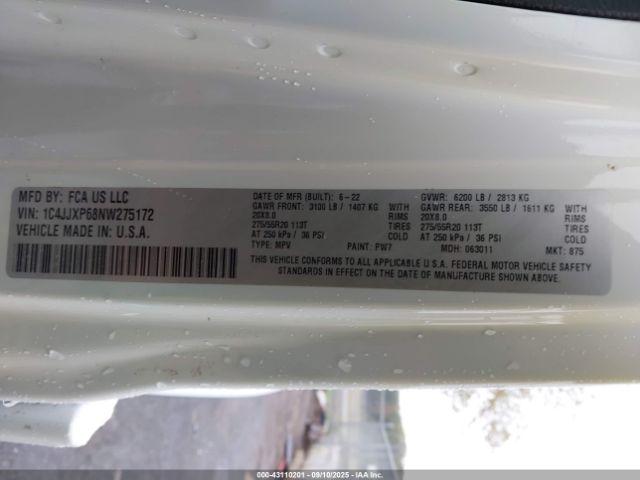 MFD BY: FCA US LLC
VIN: 1C4JJXP68NW275172
VEHICLE MADE IN: U.S.A.
DATE OF MFR (BUILT): 6-22
GAWR FRONT: 3100 LB / 1407 KG
20X8.0 RIMS
275/55R20 113T TIRES
AT 250 kPa / 36 PSI COLD
TYPE: MPV PAINT: PW7
GVWR: 6200 LB / 2813 KG
GAWR REAR: 3550 LB / 1611 KG
20X8.0 RIMS
275/55R20 113T TIRES
AT 250 kPa / 36 PSI COLD
MDH: 063011 MKT: 875
THIS VEHICLE CONFORMS TO ALL APPLICABLE U.S.A. FEDERAL MOTOR VEHICLE SAFETY
STANDARDS IN EFFECT ON THE DATE OF MANUFACTURE SHOWN ABOVE.
000-43110201 - 09/10/2025 - IAAI.com